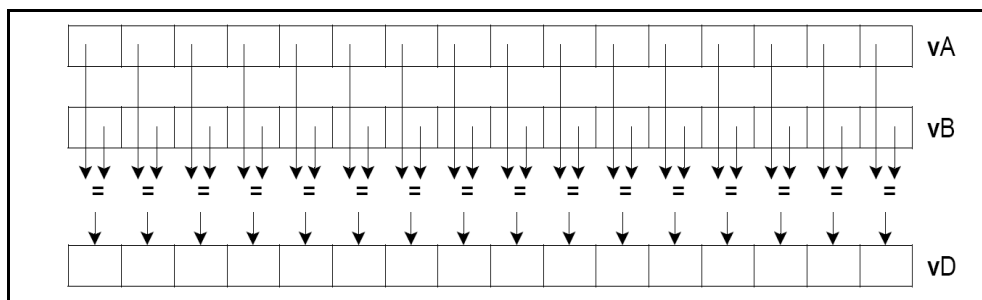 vA
vB
= = = = = = = = = = = = = = = =
vD